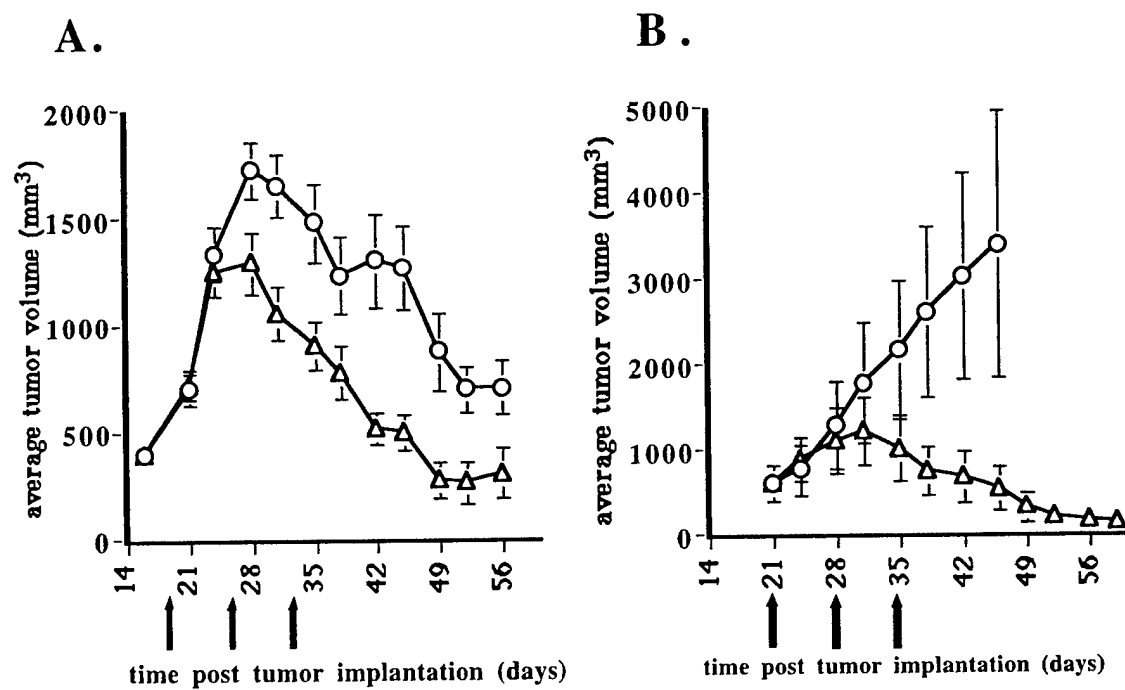 A.
average tumor volume (mm3)
2000
1500
1000
500
0
14 21 28 35 42 49 56
time post tumor implantation (days)
B.
average tumor volume (mm3)
5000
4000
3000
2000
1000
0
14 21 28 35 42 49 56
time post tumor implantation (days)